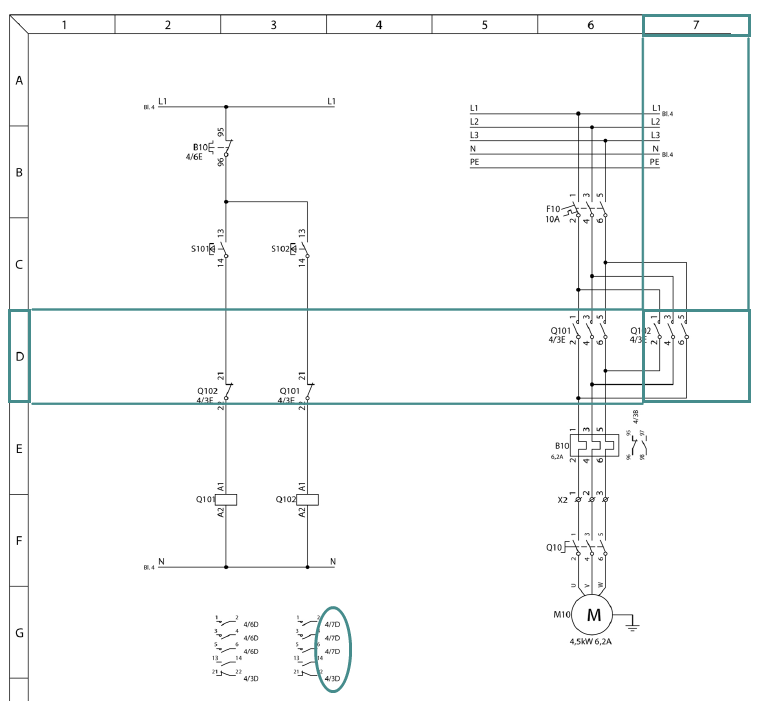 1 2 3 4 5 6 7
A
L1 L1
Bl.4
L1 L1
Bl.4
L2 L2
L3 L3
N N
Bl.4
PE PE
95
B10
4/6E
96
B
1 3 5
F10
10A
2 4 6
13 13
S101 S102
14 14
C
1 3 5 1 3 5
Q101 Q102
4/3E 4/3E
2 4 6 2 4 6
D
21 21
Q102 Q101
4/3E 4/3E
22 22
4/3B
1 3 5 95 97
B10
6,2A
2 4 6 96 98
E
A1 A1
Q101 Q102
A2 A2
X2 1 2 3
F
1 3 5
Q10
2 4 6
N N
Bl.4
U V W
M10 M
4,5kW 6,2A
G
1 2 4/6D 1 2 4/7D
3 4 4/6D 3 4 4/7D
5 6 4/6D 5 6 4/7D
13 14 13 14
21 22 4/3D 21 22 4/3D